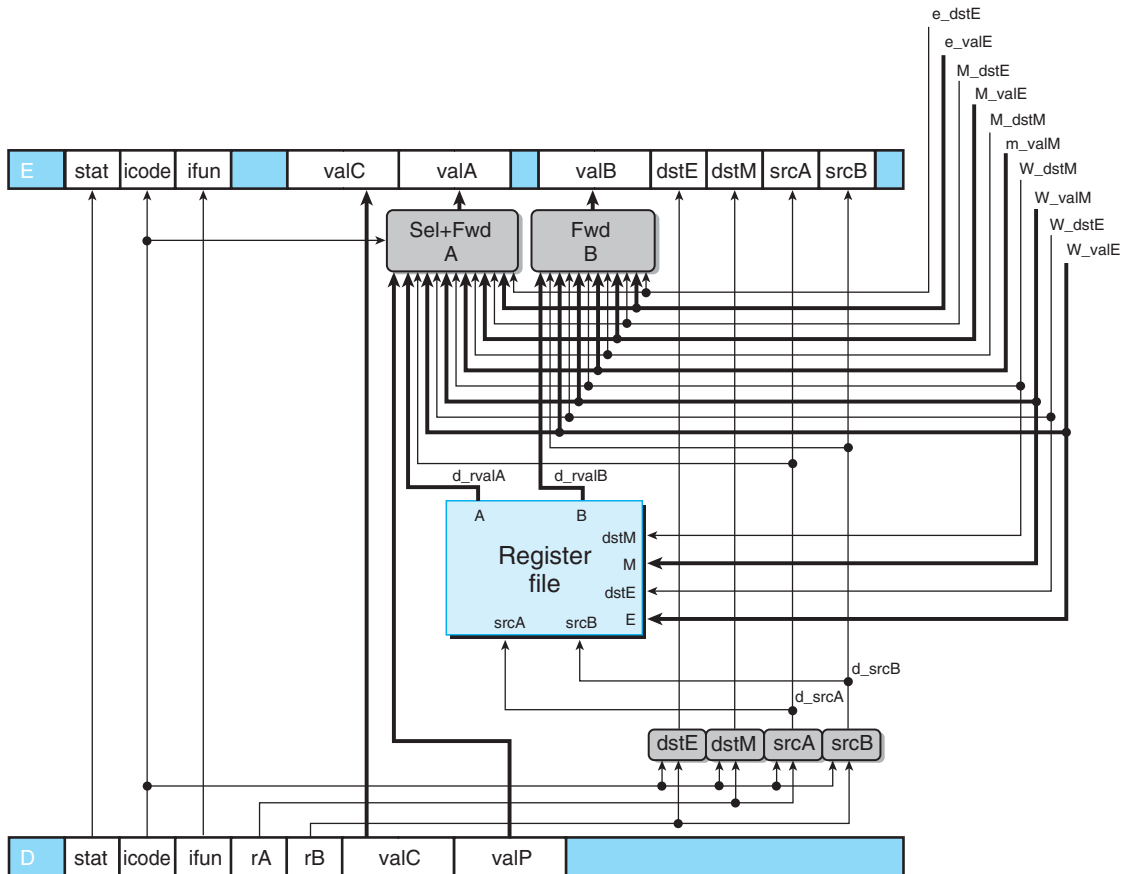 e_dstE
e_valE
M_dstE
M_valE
M_dstM
m_valM
W_dstM
W_valM
W_dstE
W_valE
E stat icode ifun valC valA valB dstE dstM srcA srcB
Sel+Fwd
A
Fwd
B
d_rvalA d_rvalB
A B
dstM
Register
file
M
dstE
E
srcA srcB
d_srcB
d_srcA
dstE dstM srcA srcB
D stat icode ifun rA rB valC valP